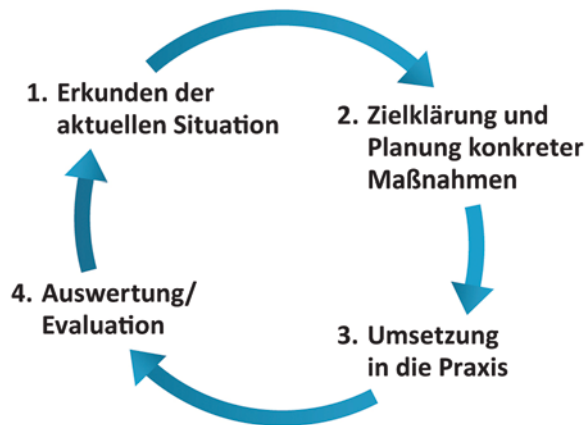 1. Erkunden der
aktuellen Situation
2. Zielklärung und
Planung konkreter
Maßnahmen
3. Umsetzung
in die Praxis
4. Auswertung/
Evaluation